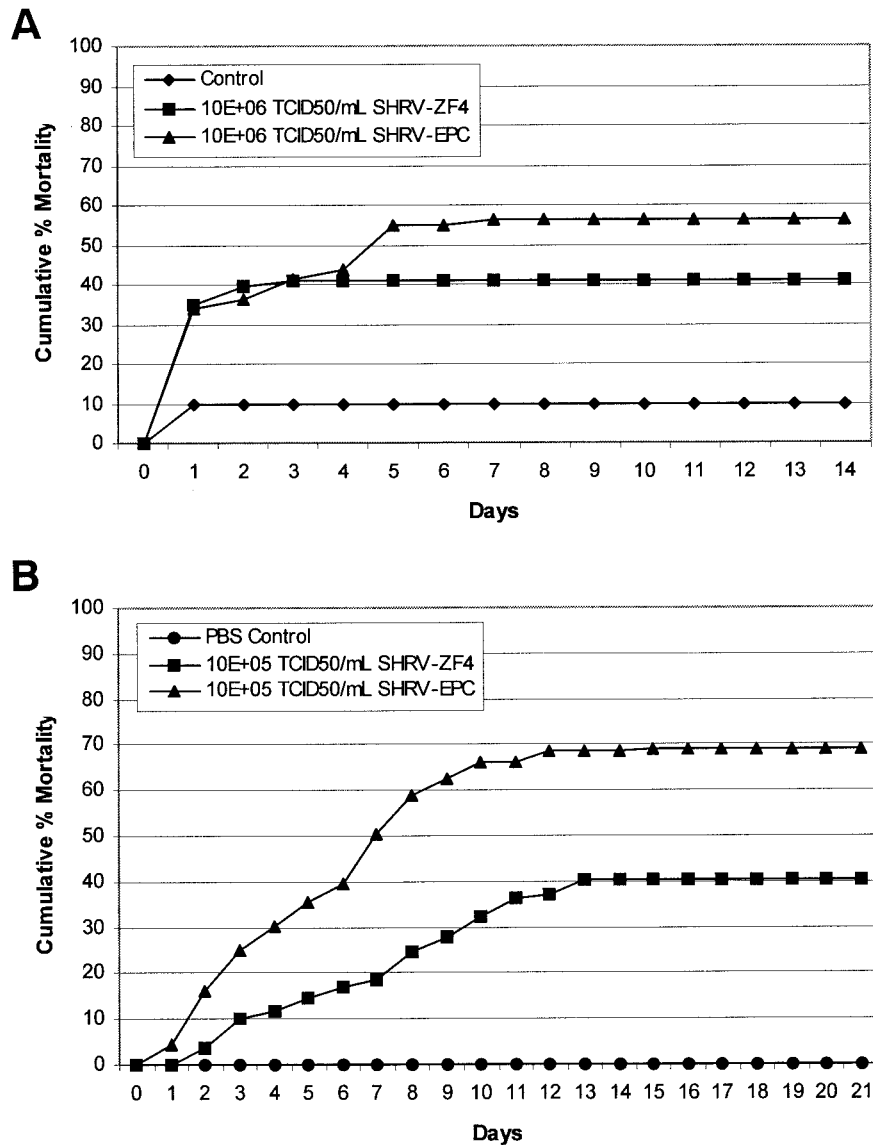 A
Cumulative % Mortality
100
90
80
70
60
50
40
30
20
10
0
Control
10E+06 TCID50/mL SHRV-ZF4
10E+06 TCID50/mL SHRV-EPC
0 1 2 3 4 5 6 7 8 9 10 11 12 13 14
Days
B
Cumulative % Mortality
100
90
80
70
60
50
40
30
20
10
0
PBS Control
10E+05 TCID50/mL SHRV-ZF4
10E+05 TCID50/mL SHRV-EPC
0 1 2 3 4 5 6 7 8 9 10 11 12 13 14 15 16 17 18 19 20 21
Days